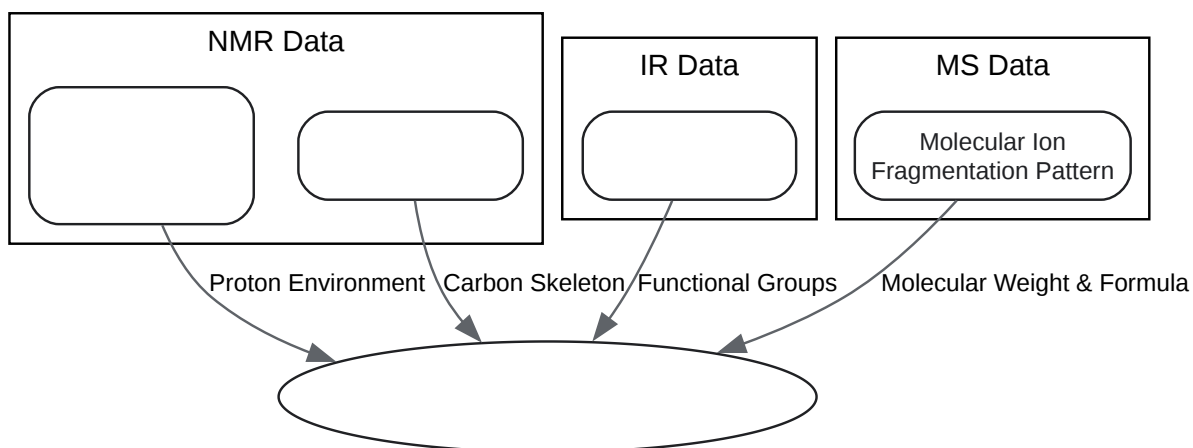 NMR Data
IR Data
MS Data
Molecular Ion
Fragmentation Pattern
Proton Environment
Carbon Skeleton
Functional Groups
Molecular Weight & Formula